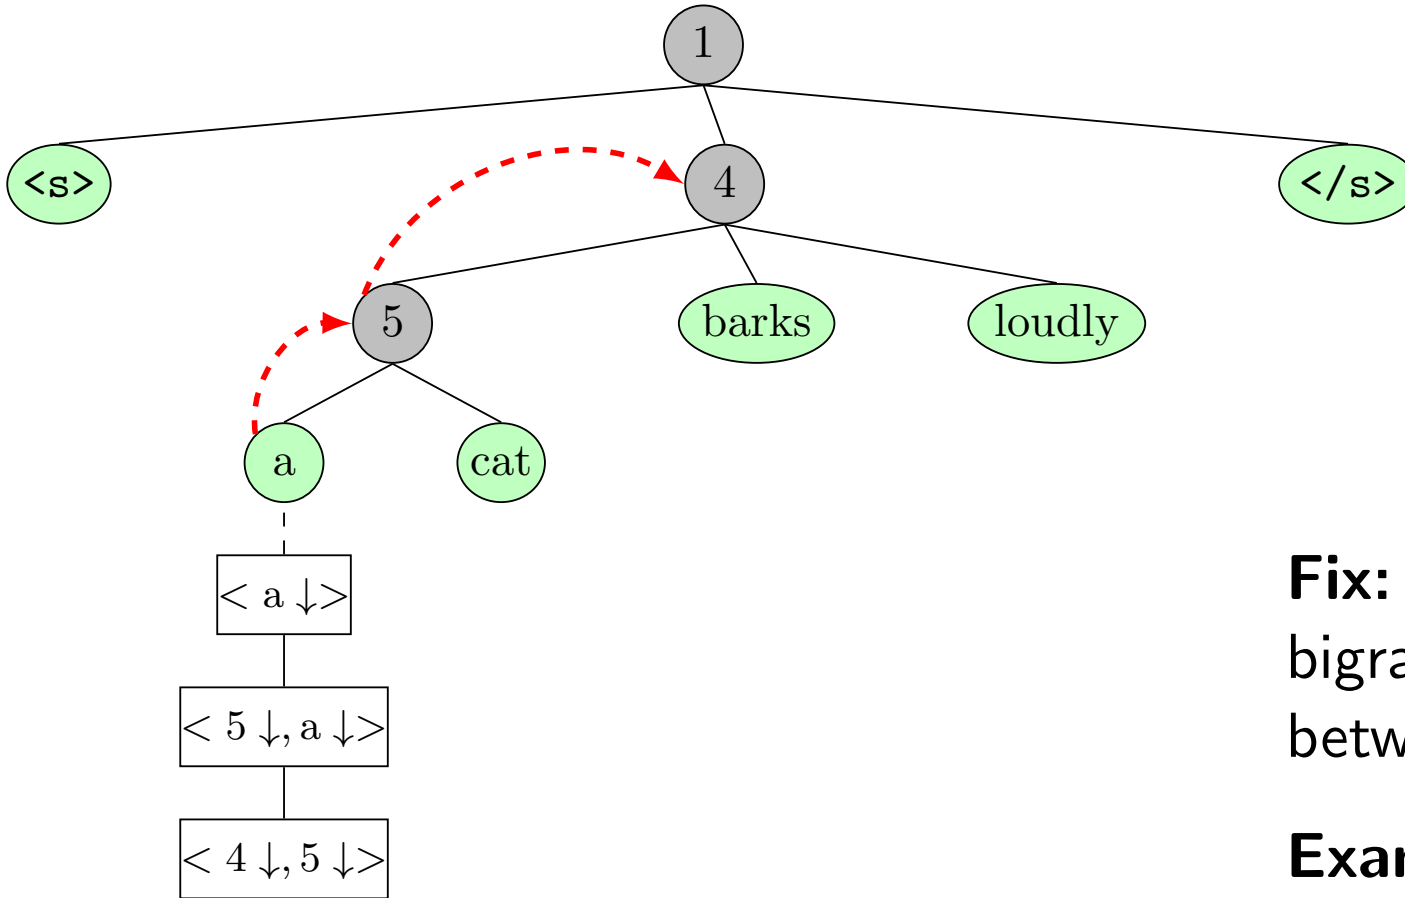 1
<s> 4 </s>
5 barks loudly
a cat
< a ↓>
Fix:
< 5 ↓, a ↓>
< 4 ↓, 5 ↓>